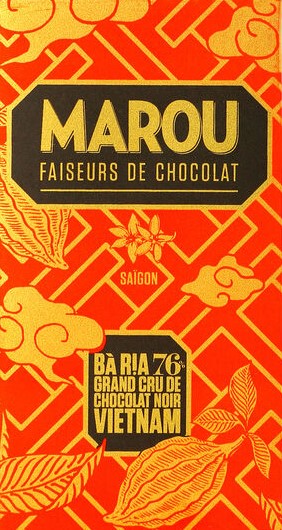 MAROU
FAISEURS DE CHOCOLAT
SAÏGON
BÀ RỊA 76%
GRAND CRU DE
CHOCOLAT NOIR
VIETNAM